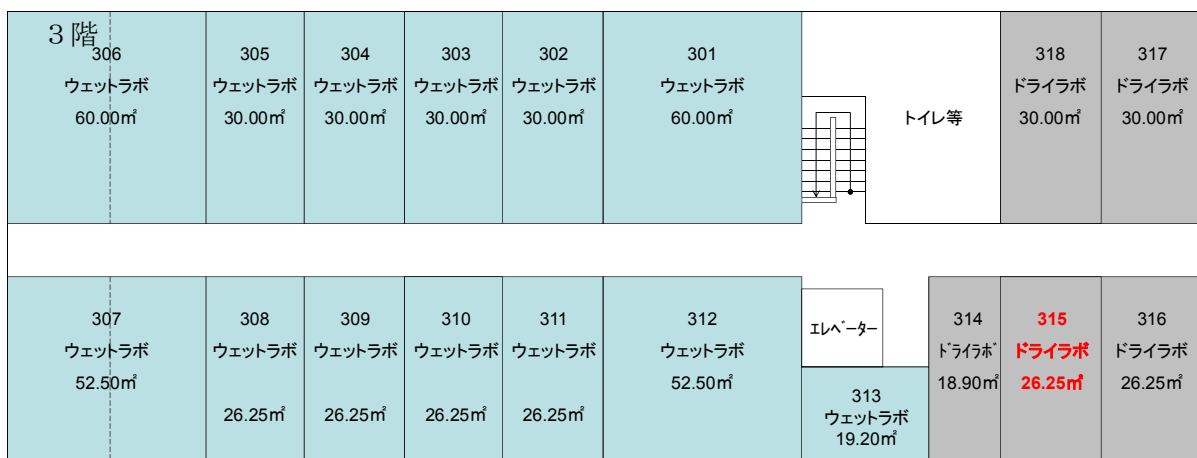 3階
306
ウェットラボ
60.00㎡
305
ウェットラボ
30.00㎡
304
ウェットラボ
30.00㎡
303
ウェットラボ
30.00㎡
302
ウェットラボ
30.00㎡
301
ウェットラボ
60.00㎡
トイレ等
318
ドライラボ
30.00㎡
317
ドライラボ
30.00㎡
307
ウェットラボ
52.50㎡
308
ウェットラボ
26.25㎡
309
ウェットラボ
26.25㎡
310
ウェットラボ
26.25㎡
311
ウェットラボ
26.25㎡
312
ウェットラボ
52.50㎡
エレベーター
313
ウェットラボ
19.20㎡
314
ドライラボ
18.90㎡
315
ドライラボ
26.25㎡
316
ドライラボ
26.25㎡